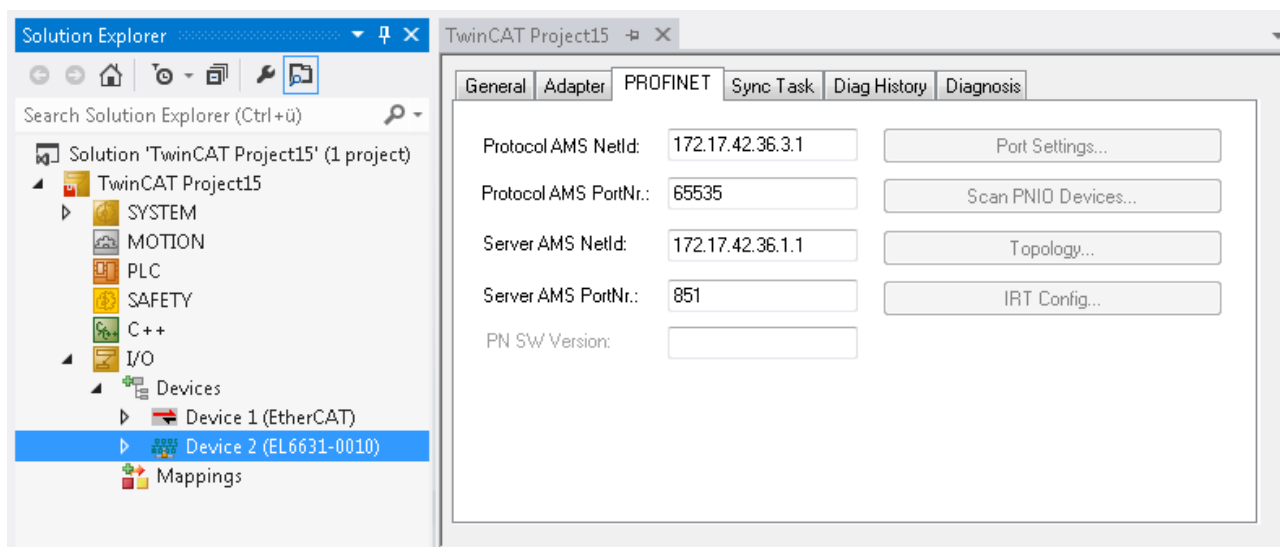 Solution Explorer
Search Solution Explorer (Ctrl+ü)
Solution 'TwinCAT Project15' (1 project)
TwinCAT Project15
SYSTEM
MOTION
PLC
SAFETY
C++
I/O
Devices
Device 1 (EtherCAT)
Device 2 (EL6631-0010)
Mappings
TwinCAT Project15
General Adapter PROFINET Sync Task Diag History Diagnosis
Protocol AMS NetId: 172.17.42.36.3.1 Port Settings...
Protocol AMS PortNr.: 65535 Scan PNIO Devices...
Server AMS NetId: 172.17.42.36.1.1 Topology...
Server AMS PortNr.: 851 IRT Config...
PN SW Version: